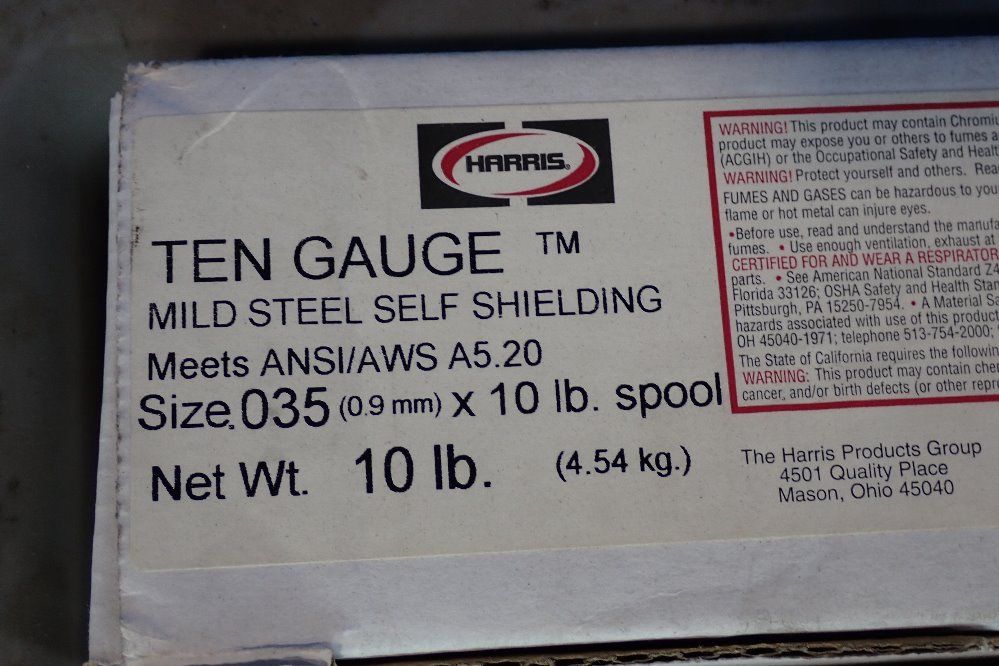 HARRIS®
TEN GAUGE ™
MILD STEEL SELF SHIELDING
Meets ANSI/AWS A5.20
Size.035 (0.9 mm) x 10 lb. spool
Net Wt. 10 lb. (4.54 kg.)
WARNING! This product may contain
product may expose you or others to fumes
(ACGIH) or the Occupational Safety and
WARNING! Protect yourself and others.
FUMES AND GASES can be hazardous to you
flame or hot metal can injure eyes.
•Before use, read and understand the
fumes. • Use enough ventilation, exhaust at
CERTIFIED FOR AND WEAR A RESPIRATOR
parts. • See American National Standard
Florida 33126; OSHA Safety and Health
Pittsburgh, PA 15250-7954. • A Material
hazards associated with use of this product
OH 45040-1971; telephone 513-754-2000;
The State of California requires the
WARNING: This product may contain
cancer, and/or birth defects (or other
The Harris Products Group
4501 Quality Place
Mason, Ohio 45040